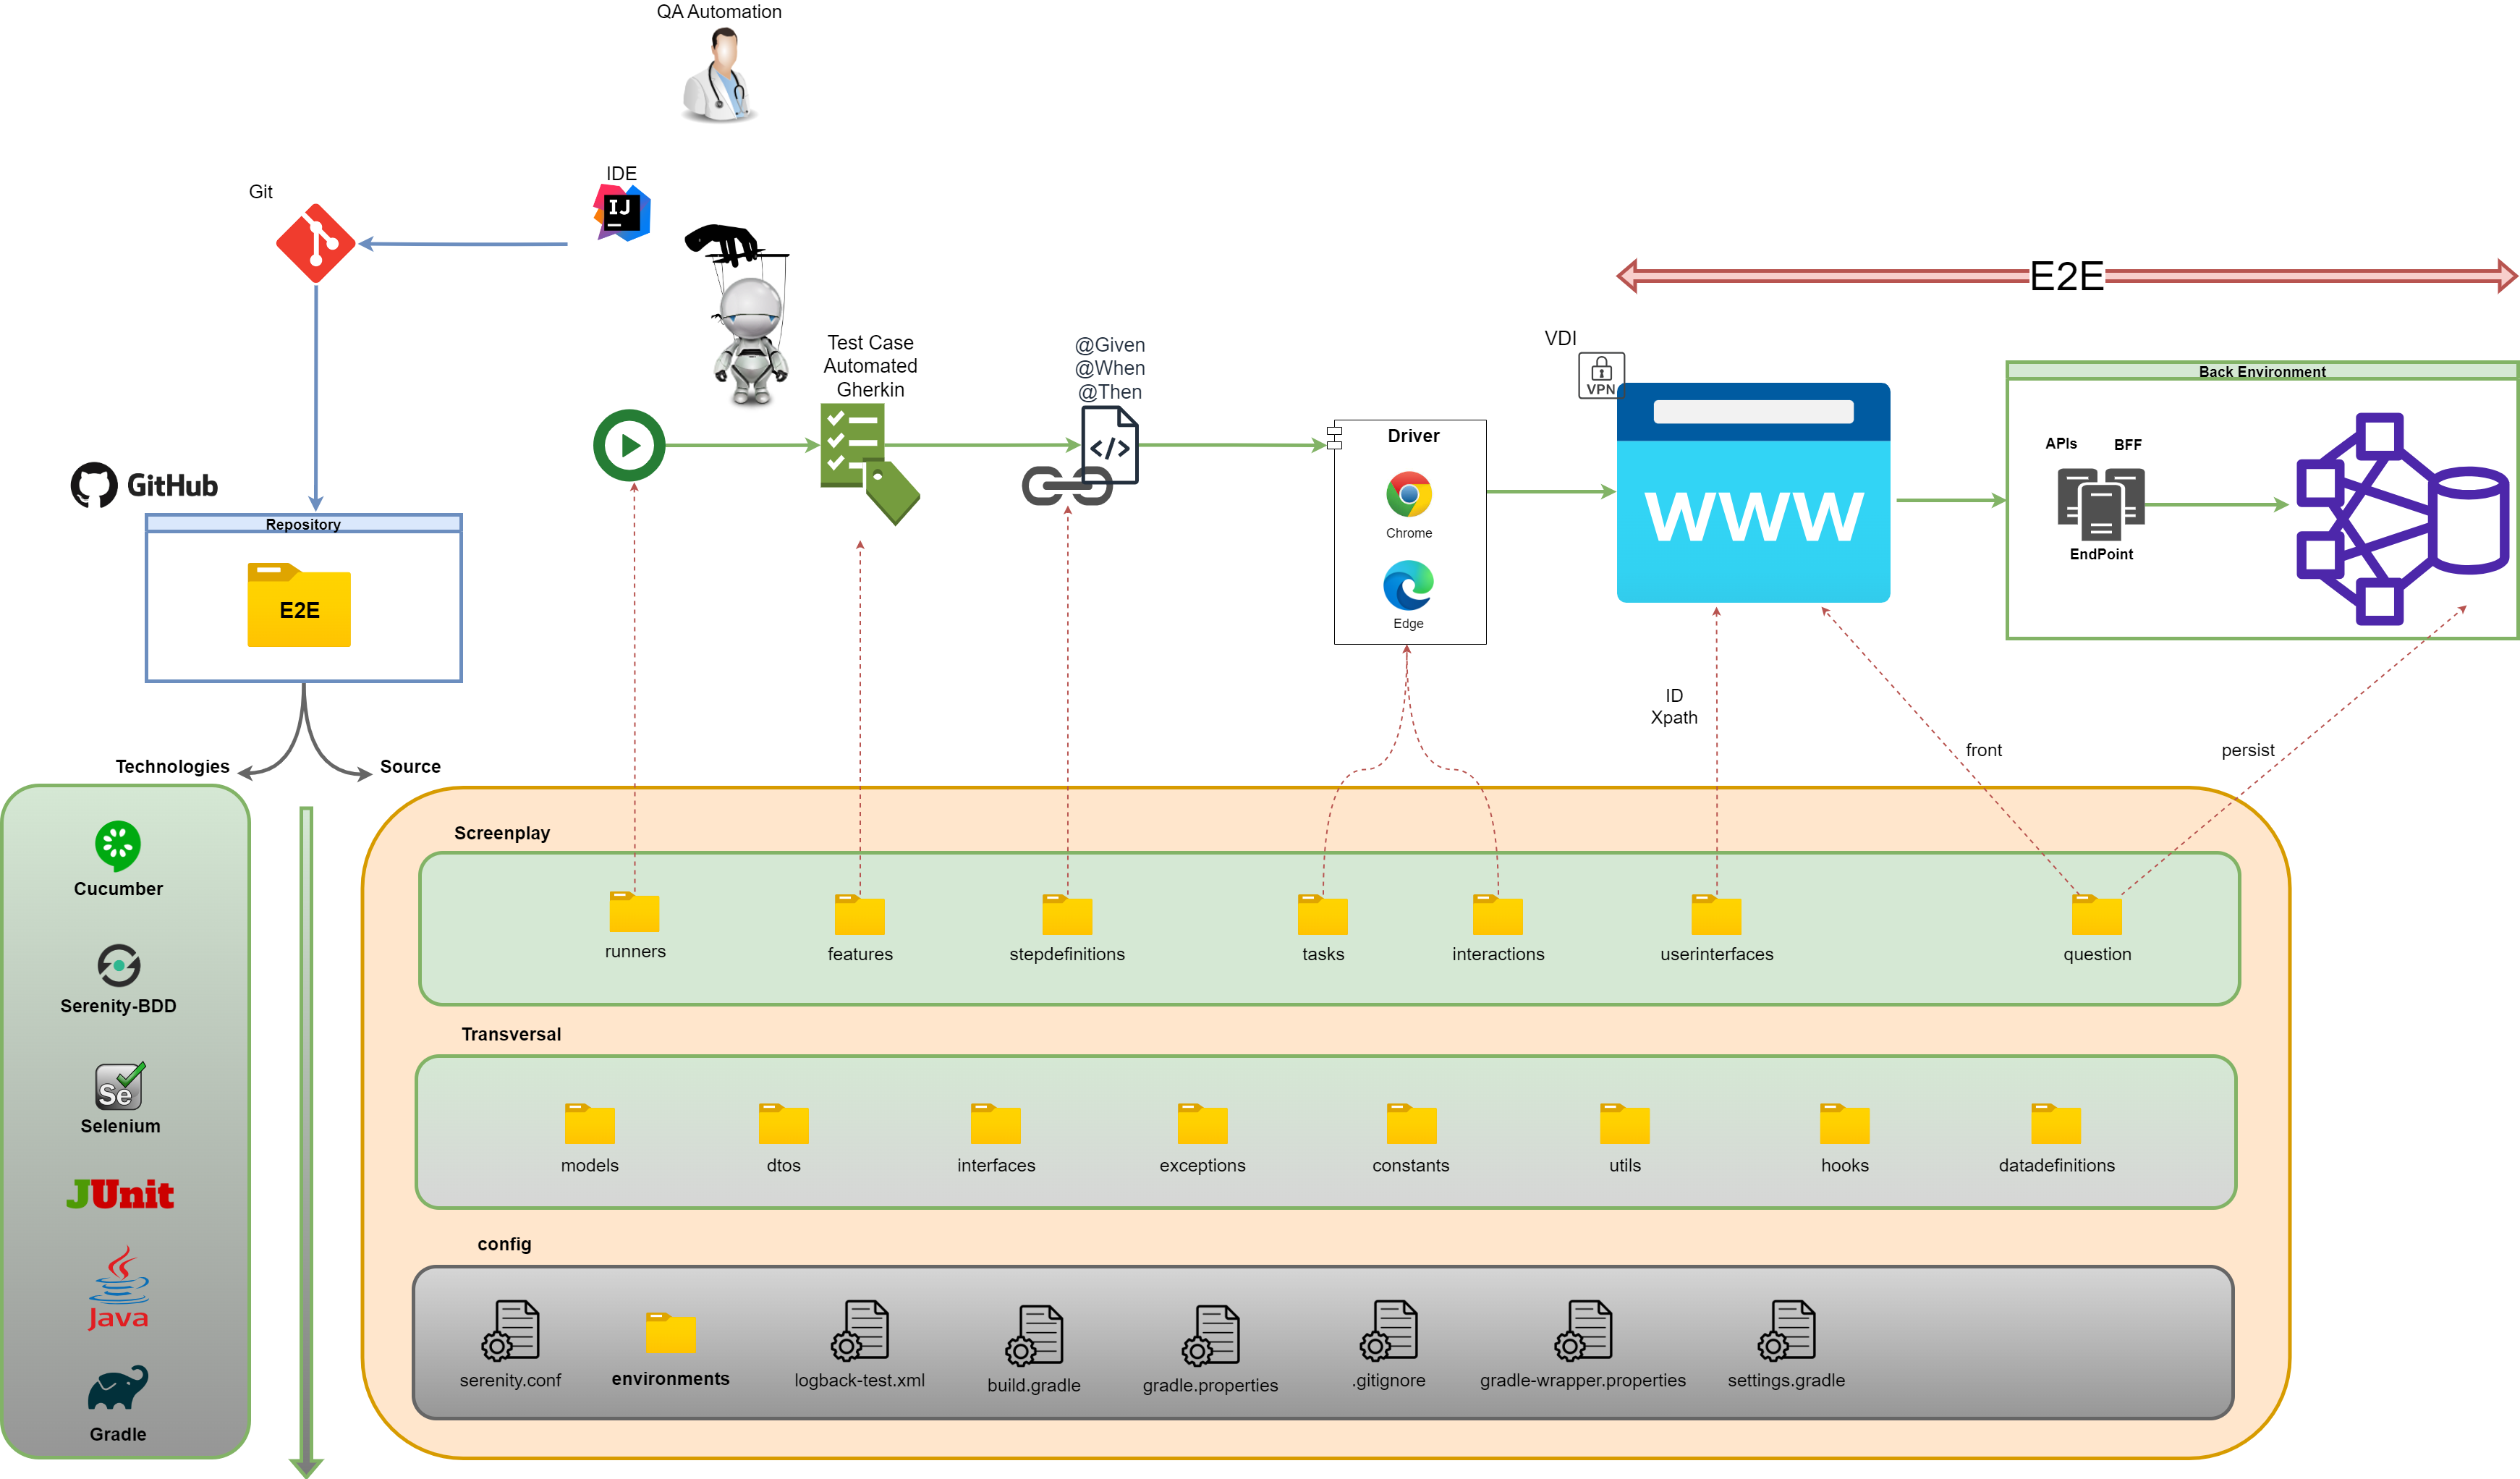 QA Automation
IDE
IJ
Git
E2E
VDI
VPN
Test Case
Automated
Gherkin
@Given
@When
@Then
</>
Driver
Chrome
Edge
www
Back Environment
APIs
BFF
EndPoint
GitHub
Repository
E2E
Technologies
Source
ID
Xpath
front
persist
Cucumber
Serenity-BDD
Se
Selenium
JUnit
Java
Gradle
Screenplay
runners
features
stepdefinitions
tasks
interactions
userinterfaces
question
Transversal
models
dtos
interfaces
exceptions
constants
utils
hooks
datadefinitions
config
serenity.conf
environments
logback-test.xml
build.gradle
gradle.properties
.gitignore
gradle-wrapper.properties
settings.gradle